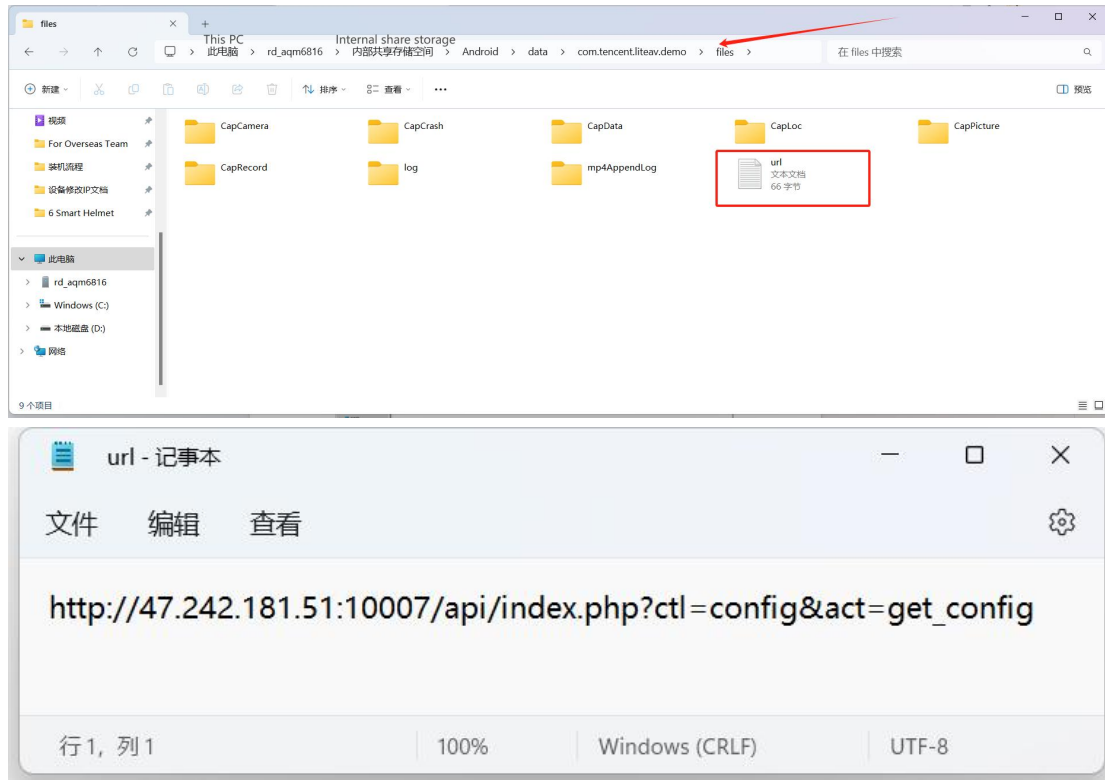 files
This PC
Internal share storage
此电脑 > rd_aqm6816 > 内部共享存储空间 > Android > data > com.tencent.liteav.demo > files >
在 files 中搜索
新建
排序
查看
预览
视频
For Overseas Team
装机流程
设备修改IP文档
6 Smart Helmet
此电脑
rd_aqm6816
Windows (C:)
本地磁盘 (D:)
网络
CapCamera
CapCrash
CapData
CapLoc
CapPicture
CapRecord
log
mp4AppendLog
url
文本文档
66 字节
9 个项目
url - 记事本
文件 编辑 查看
http://47.242.181.51:10007/api/index.php?ctl=config&act=get_config
行 1, 列 1 100% Windows (CRLF) UTF-8